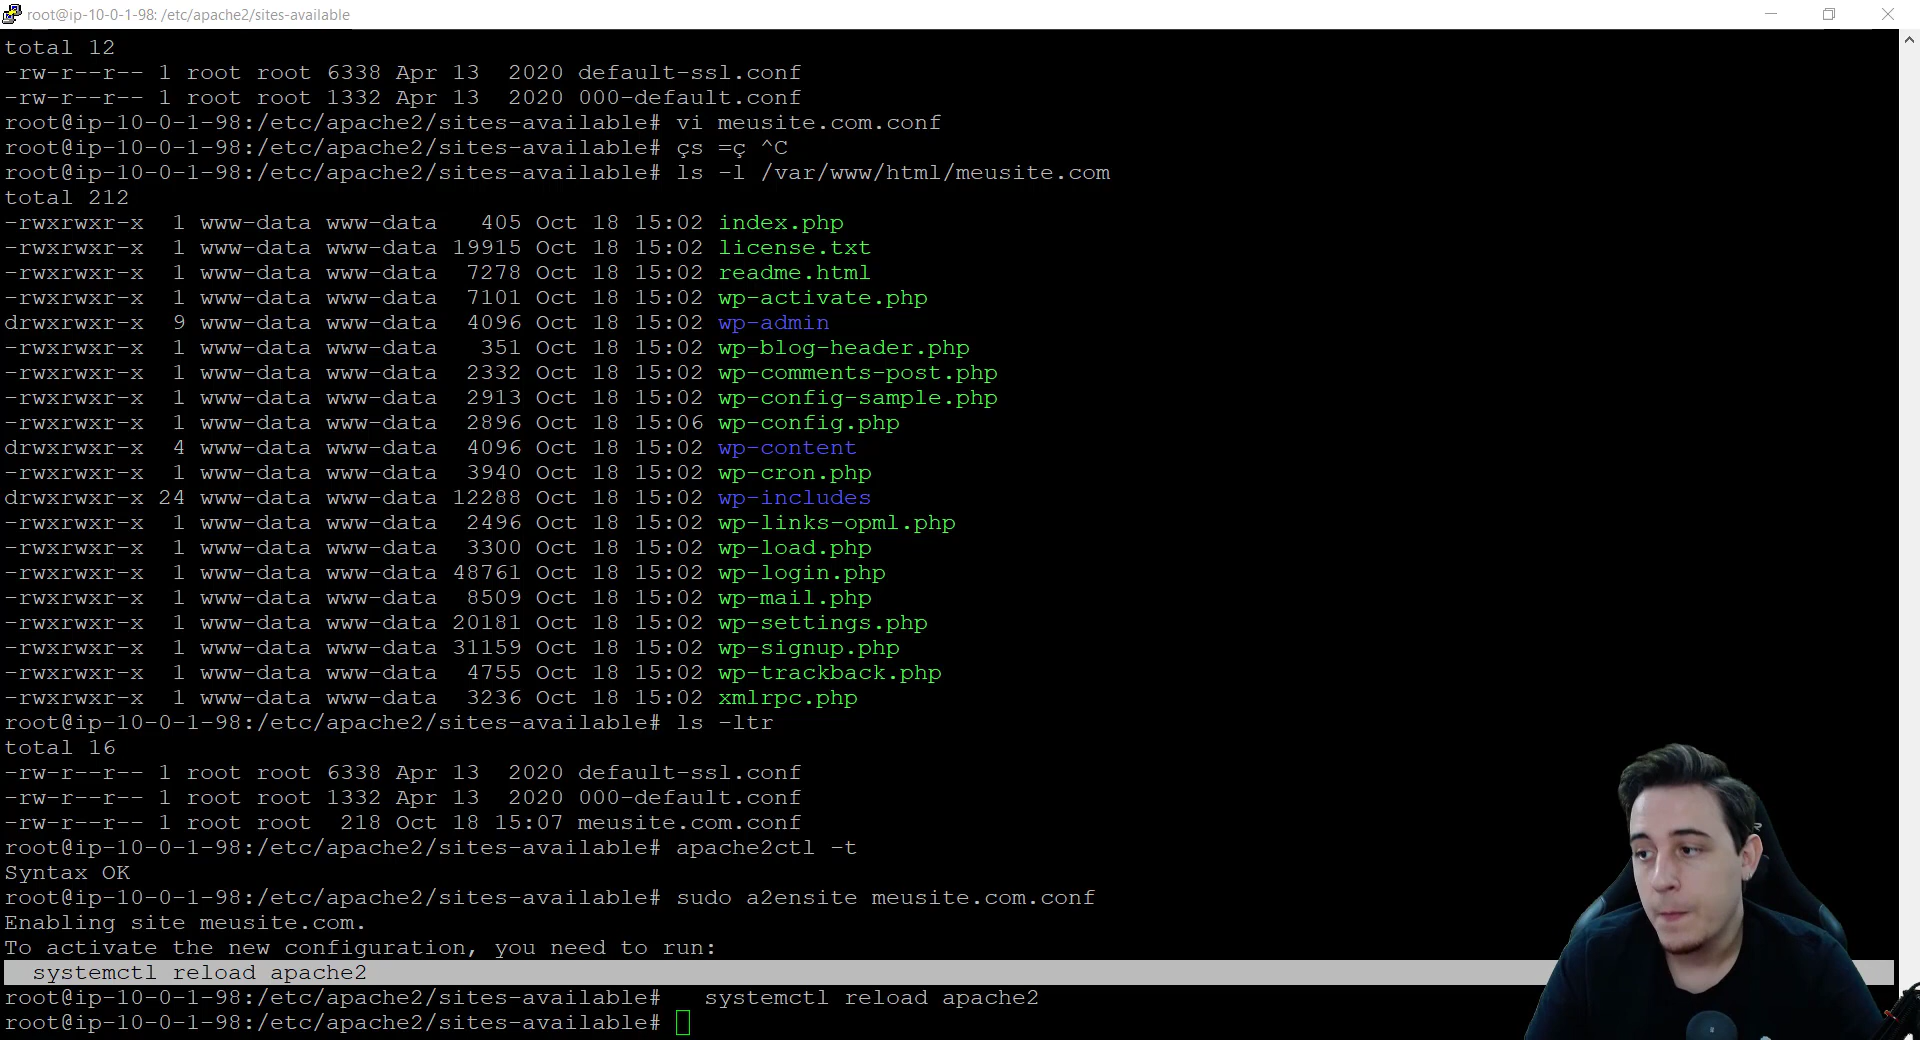 root@ip-10-0-1-98: /etc/apache2/sites-available
total 12
-rw-r--r-- 1 root root 6338 Apr 13  2020 default-ssl.conf
-rw-r--r-- 1 root root 1332 Apr 13  2020 000-default.conf
root@ip-10-0-1-98:/etc/apache2/sites-available# vi meusite.com.conf
root@ip-10-0-1-98:/etc/apache2/sites-available# çs =ç ^C
root@ip-10-0-1-98:/etc/apache2/sites-available# ls -l /var/www/html/meusite.com
total 212
-rwxrwxr-x  1 www-data www-data   405 Oct 18 15:02 index.php
-rwxrwxr-x  1 www-data www-data 19915 Oct 18 15:02 license.txt
-rwxrwxr-x  1 www-data www-data  7278 Oct 18 15:02 readme.html
-rwxrwxr-x  1 www-data www-data  7101 Oct 18 15:02 wp-activate.php
drwxrwxr-x  9 www-data www-data  4096 Oct 18 15:02 wp-admin
-rwxrwxr-x  1 www-data www-data   351 Oct 18 15:02 wp-blog-header.php
-rwxrwxr-x  1 www-data www-data  2332 Oct 18 15:02 wp-comments-post.php
-rwxrwxr-x  1 www-data www-data  2913 Oct 18 15:02 wp-config-sample.php
-rwxrwxr-x  1 www-data www-data  2896 Oct 18 15:06 wp-config.php
drwxrwxr-x  4 www-data www-data  4096 Oct 18 15:02 wp-content
-rwxrwxr-x  1 www-data www-data  3940 Oct 18 15:02 wp-cron.php
drwxrwxr-x 24 www-data www-data 12288 Oct 18 15:02 wp-includes
-rwxrwxr-x  1 www-data www-data  2496 Oct 18 15:02 wp-links-opml.php
-rwxrwxr-x  1 www-data www-data  3300 Oct 18 15:02 wp-load.php
-rwxrwxr-x  1 www-data www-data 48761 Oct 18 15:02 wp-login.php
-rwxrwxr-x  1 www-data www-data  8509 Oct 18 15:02 wp-mail.php
-rwxrwxr-x  1 www-data www-data 20181 Oct 18 15:02 wp-settings.php
-rwxrwxr-x  1 www-data www-data 31159 Oct 18 15:02 wp-signup.php
-rwxrwxr-x  1 www-data www-data  4755 Oct 18 15:02 wp-trackback.php
-rwxrwxr-x  1 www-data www-data  3236 Oct 18 15:02 xmlrpc.php
root@ip-10-0-1-98:/etc/apache2/sites-available# ls -ltr
total 16
-rw-r--r-- 1 root root 6338 Apr 13  2020 default-ssl.conf
-rw-r--r-- 1 root root 1332 Apr 13  2020 000-default.conf
-rw-r--r-- 1 root root  218 Oct 18 15:07 meusite.com.conf
root@ip-10-0-1-98:/etc/apache2/sites-available# apache2ctl -t
Syntax OK
root@ip-10-0-1-98:/etc/apache2/sites-available# sudo a2ensite meusite.com.conf
Enabling site meusite.com.
To activate the new configuration, you need to run:
  systemctl reload apache2
root@ip-10-0-1-98:/etc/apache2/sites-available#   systemctl reload apache2
root@ip-10-0-1-98:/etc/apache2/sites-available#